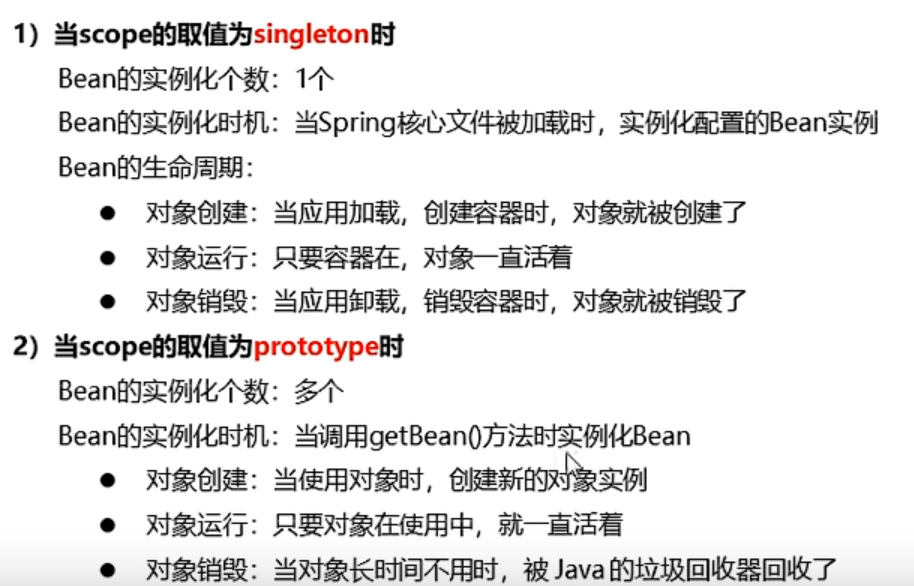 1）当scope的取值为singleton时
Bean的实例化个数：1个
Bean的实例化时机：当Spring核心文件被加载时，实例化配置的Bean实例
Bean的生命周期：
● 对象创建：当应用加载，创建容器时，对象就被创建了
● 对象运行：只要容器在，对象一直活着
● 对象销毁：当应用卸载，销毁容器时，对象就被销毁了
2）当scope的取值为prototype时
Bean的实例化个数：多个
Bean的实例化时机：当调用getBean()方法时实例化Bean
● 对象创建：当使用对象时，创建新的对象实例
● 对象运行：只要对象在使用中，就一直活着
● 对象销毁：当对象长时间不用时，被 Java 的垃圾回收器回收了